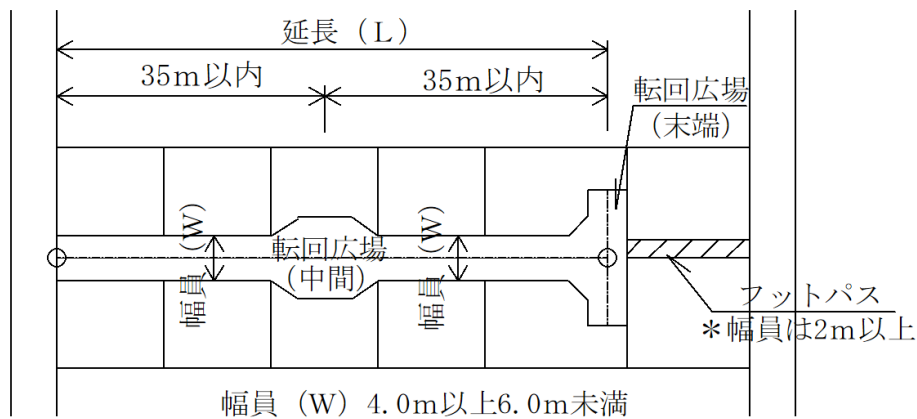 延長（L）
35m以内
35m以内
転回広場
（末端）
幅員（W）
転回広場
（中間）
幅員（W）
フットパス
＊幅員は2m以上
幅員（W）4.0m以上6.0m未満